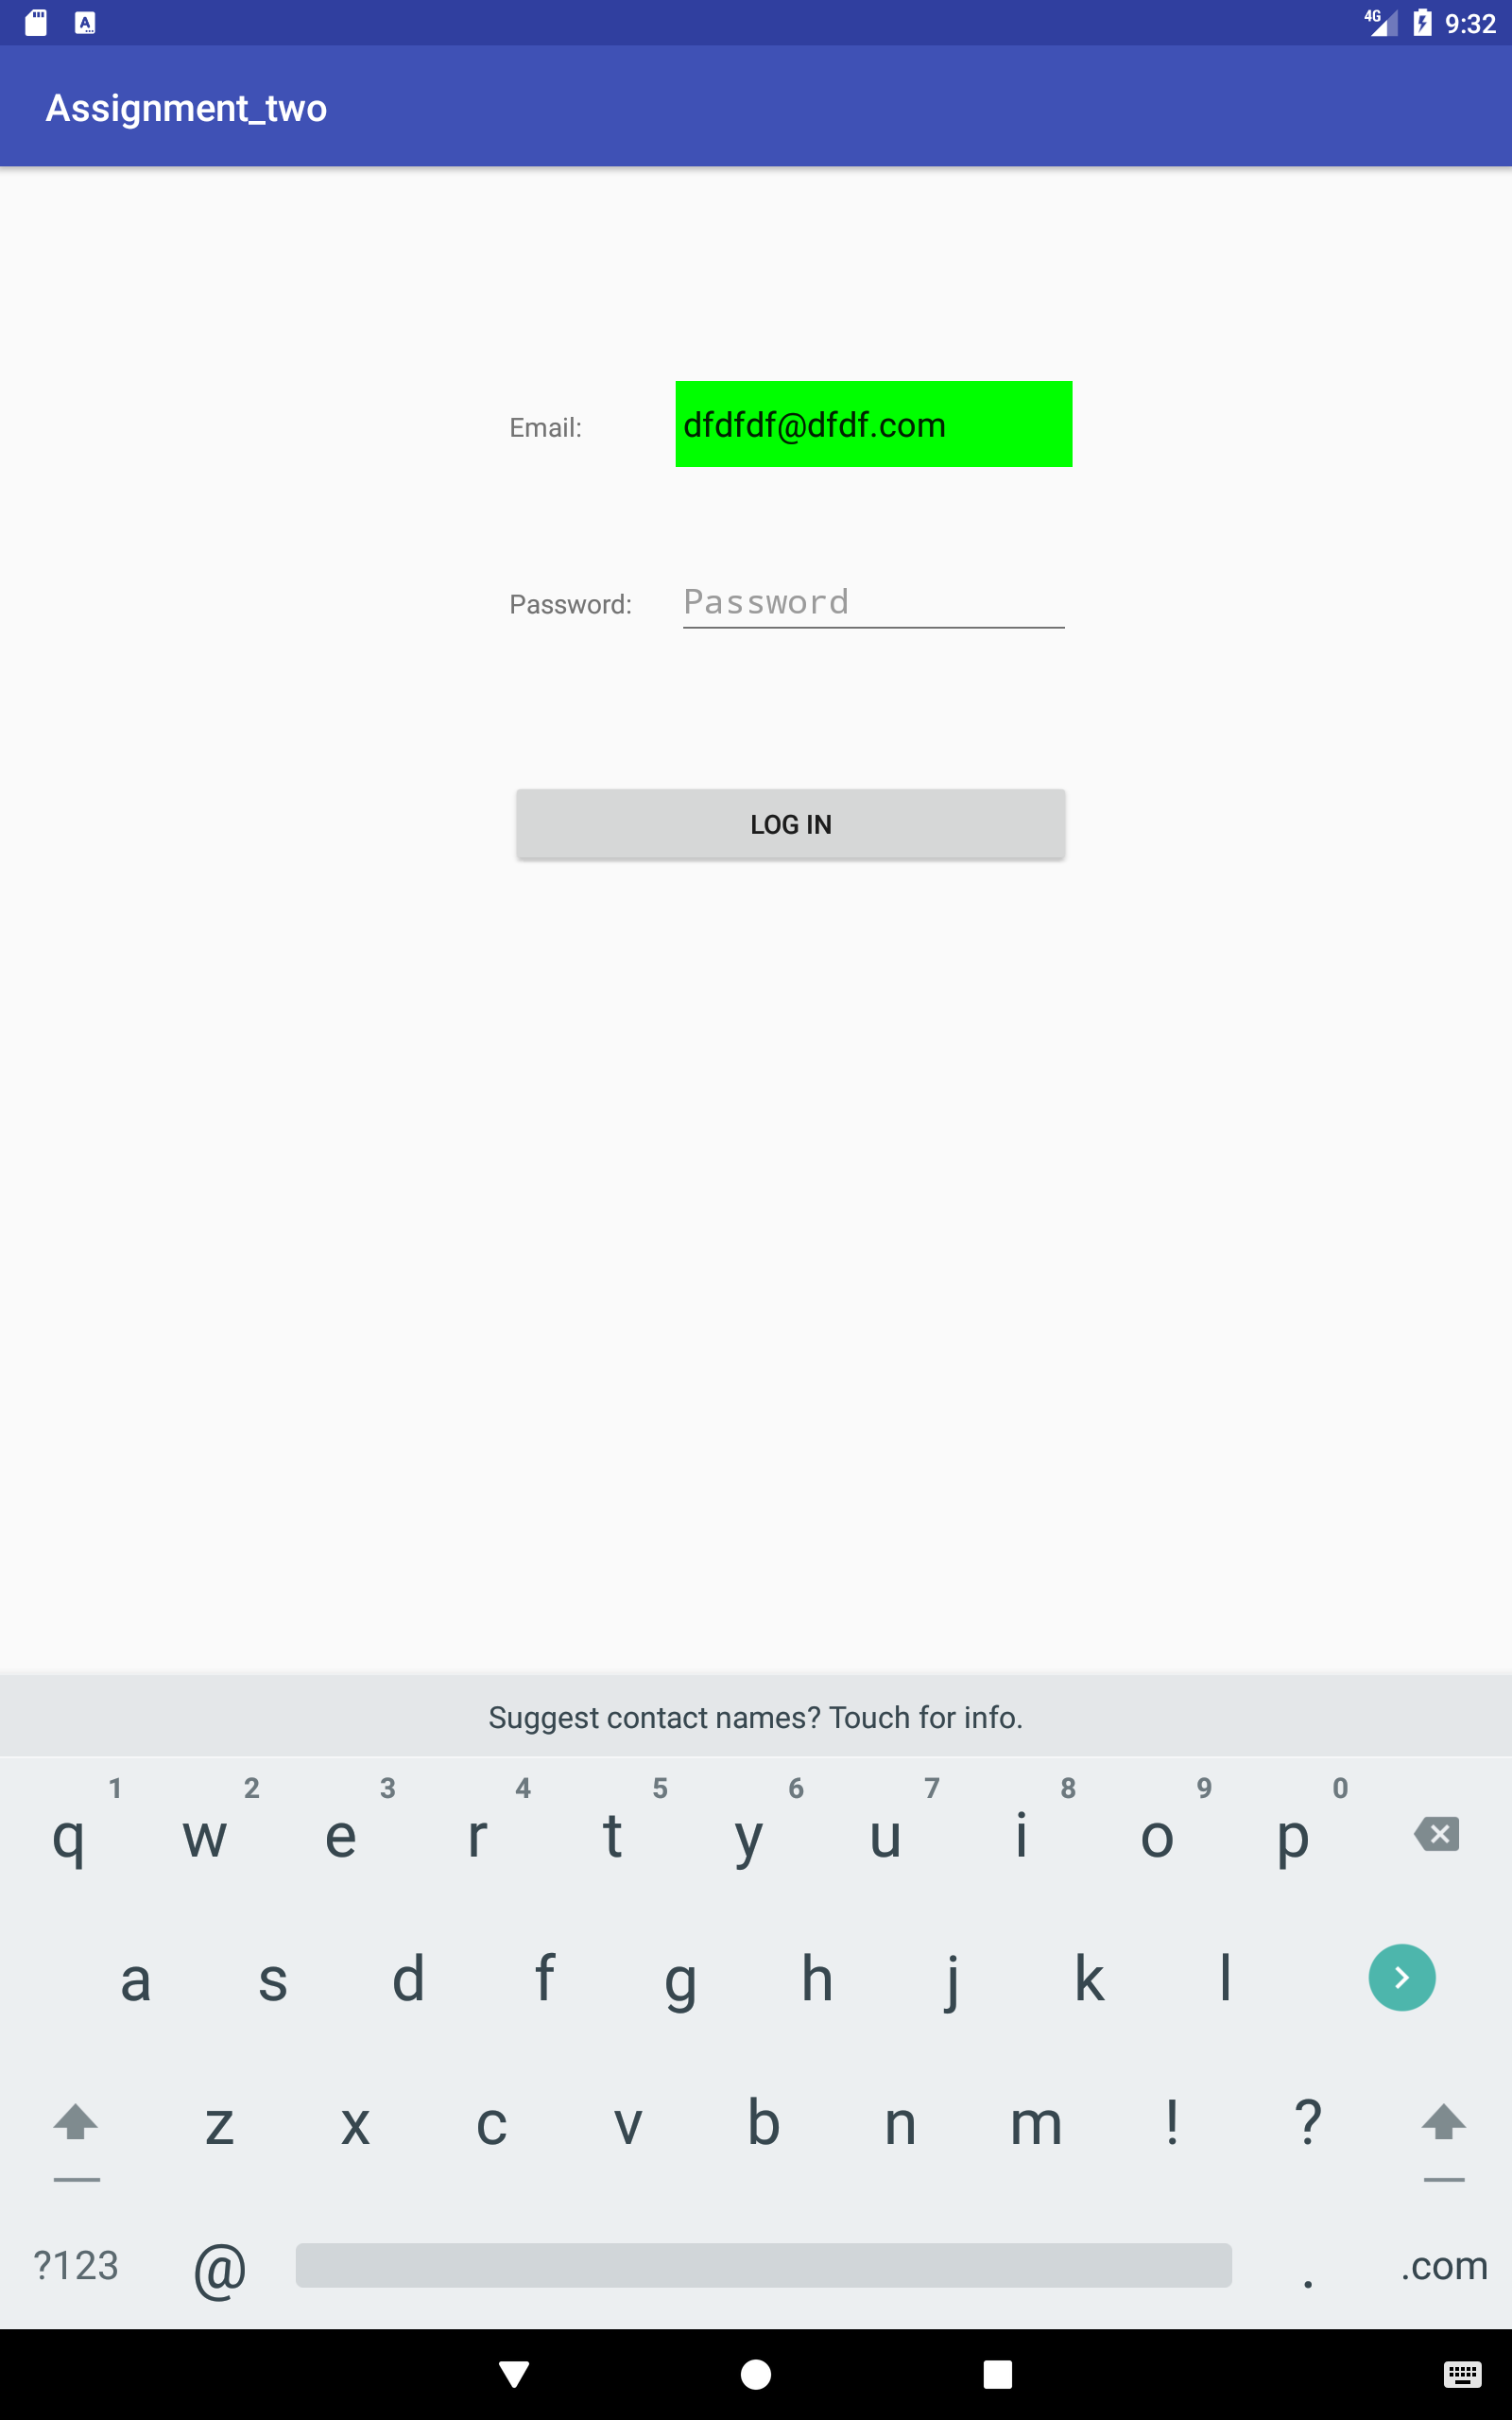 4G 9:32
Assignment_two
Email: dfdfdf@dfdf.com
Password: Password
LOG IN
Suggest contact names? Touch for info.
1 2 3 4 5 6 7 8 9 0
q w e r t y u i o p
a s d f g h j k l
z x c v b n m ! ?
?123 @ . .com